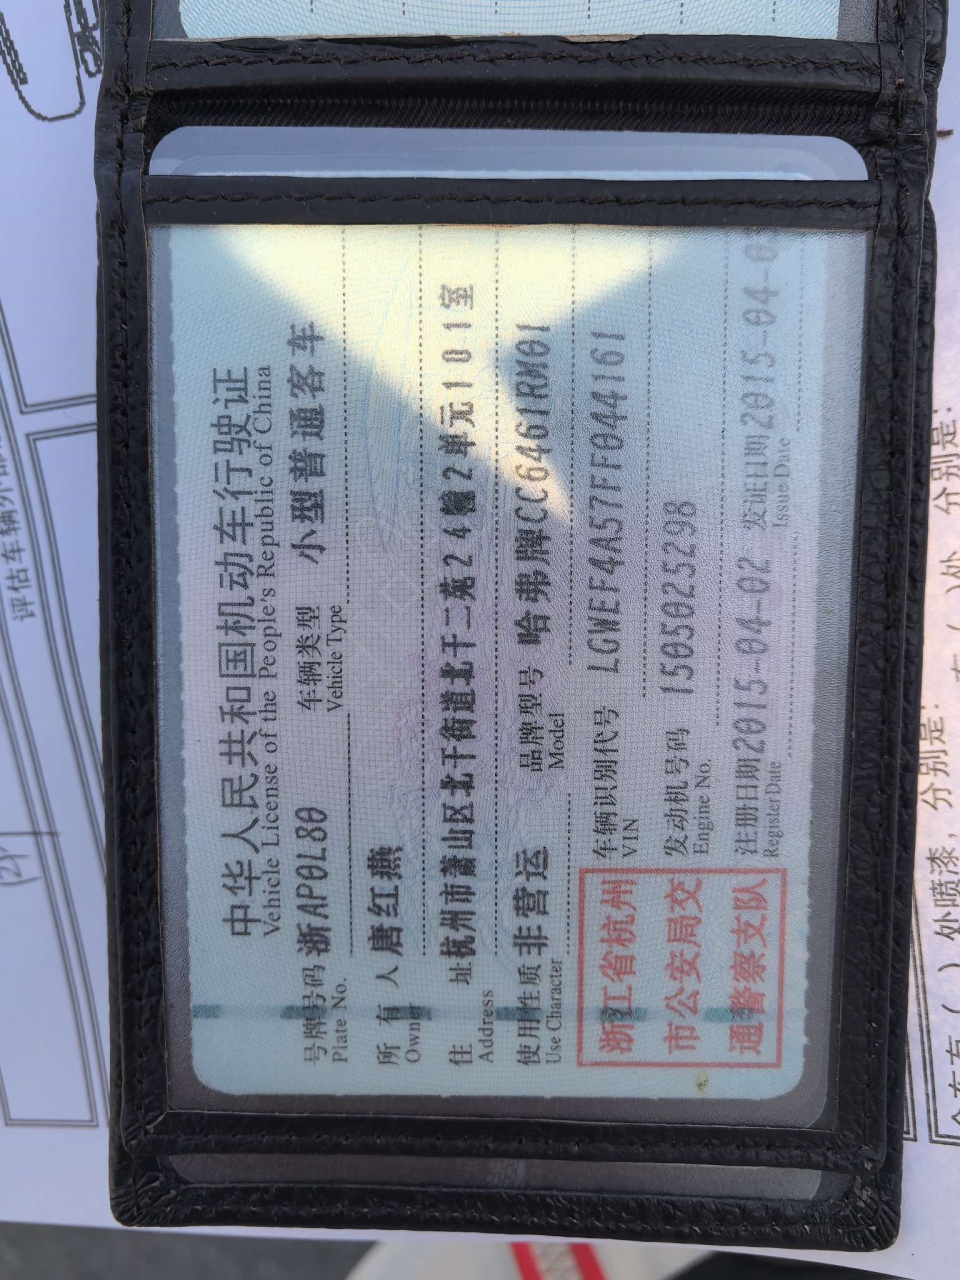 中华人民共和国机动车行驶证
Vehicle License of the People's Republic of China
号牌号码 浙AP0L80 车辆类型 小型普通客车
Plate No. Vehicle Type
所有人 唐红燕
Owner
住址 杭州市萧山区北干街道北干二苑24幢2单元101室
Address
使用性质 非营运 品牌型号 哈弗牌CC6461RM01
Use Character Model
浙江省杭州
市公安局交
通警察支队
车辆识别代号 LGWEF4A57FF044161
VIN
发动机号码 1505025298
Engine No.
注册日期 2015-04-02 发证日期 2015-04-0
Register Date Issue Date
评估车辆外
处喷漆,分别是:
分别是: